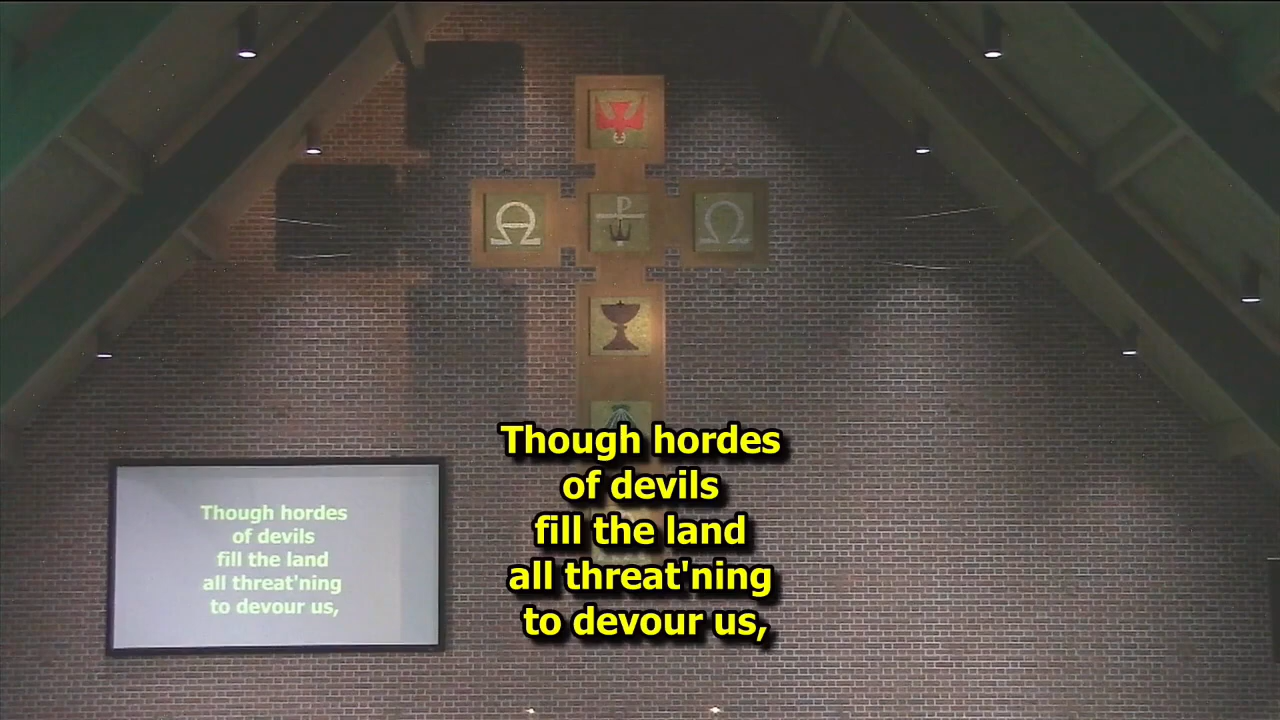 Α
Ρ
Ω
Though hordes
of devils
fill the land
all threat'ning
to devour us,
Though hordes
of devils
fill the land
all threat'ning
to devour us,